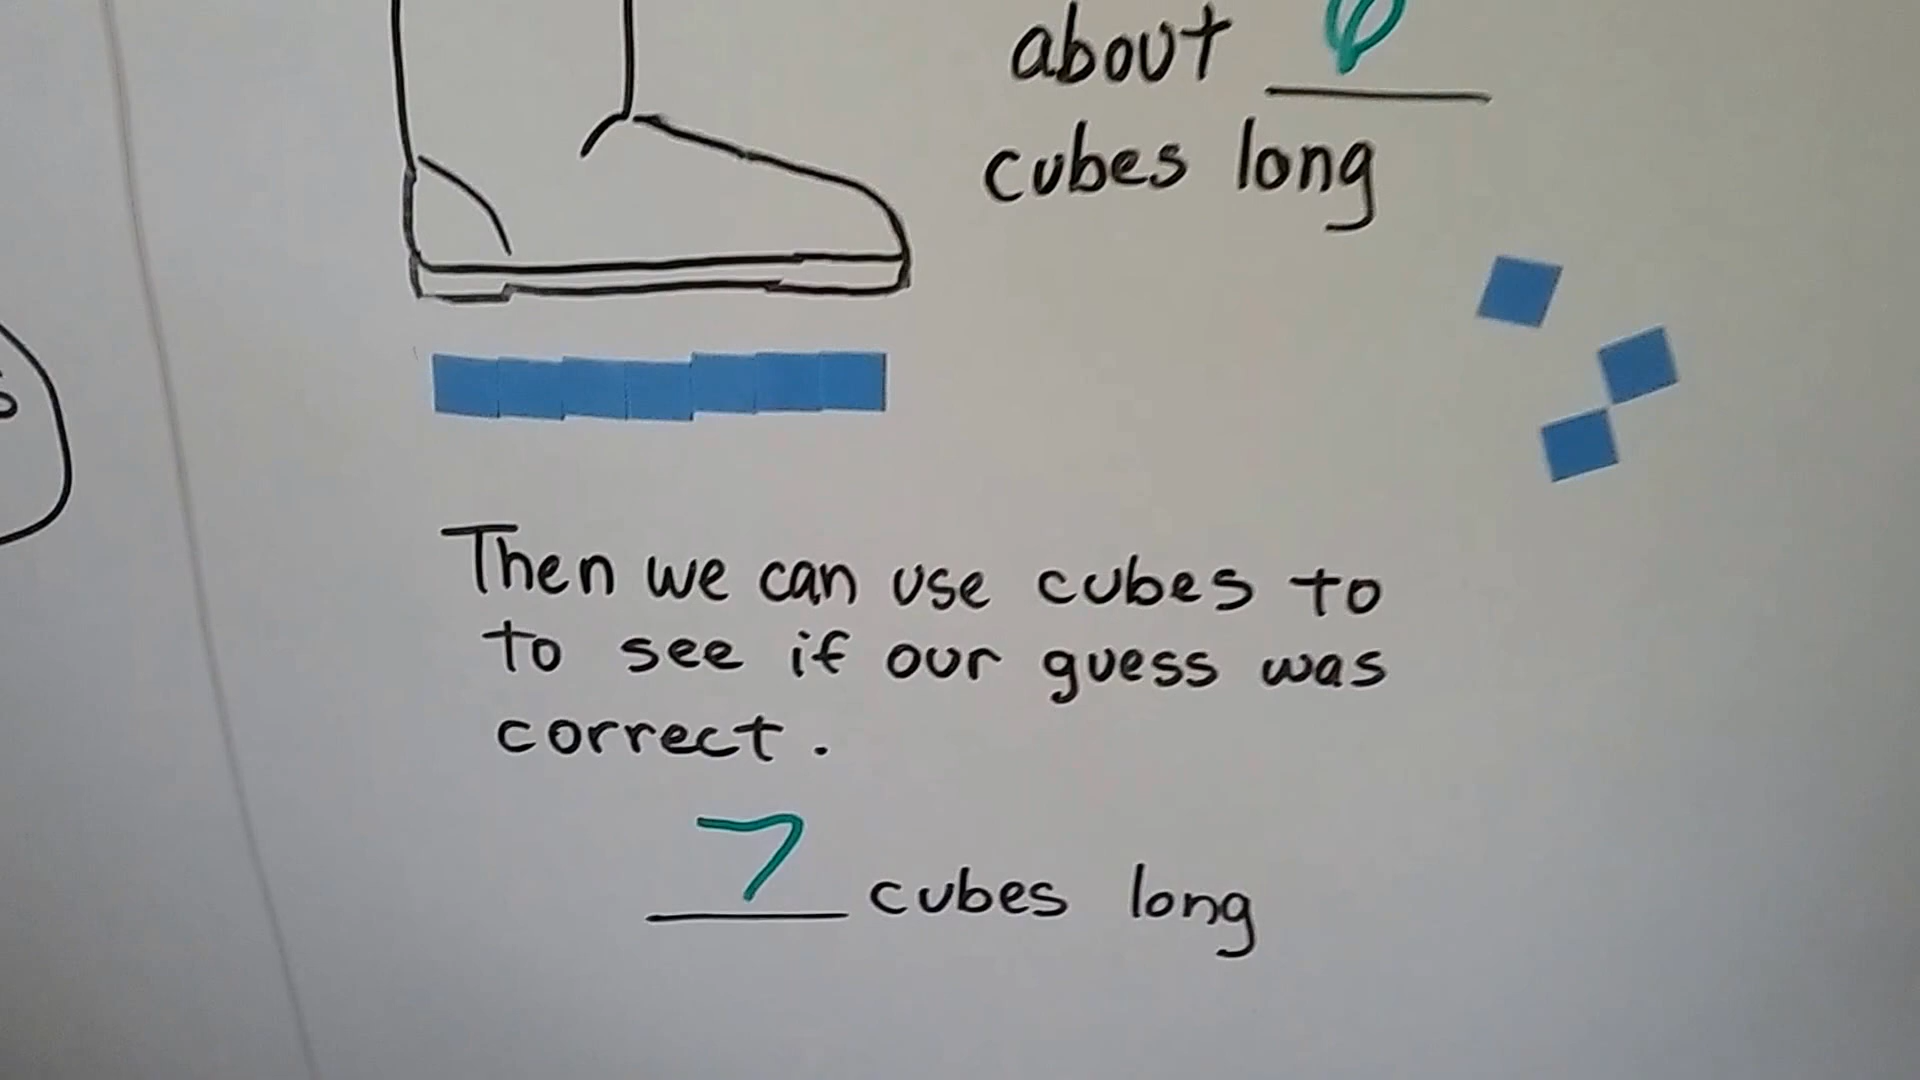 about
cubes long
Then we can use cubes to
to see if our guess was
correct.
7 cubes long